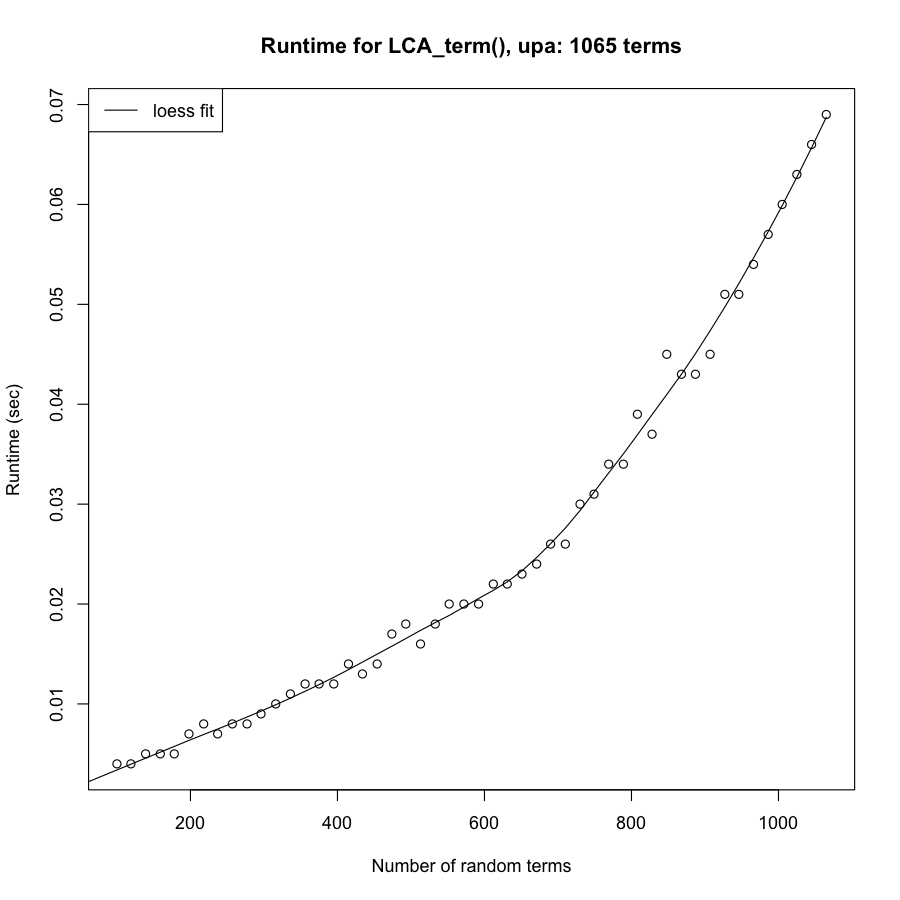 Runtime for LCA_term(), upa: 1065 terms
loess fit
0.07
0.06
0.05
0.04
0.03
0.02
0.01
Runtime (sec)
200 400 600 800 1000
Number of random terms